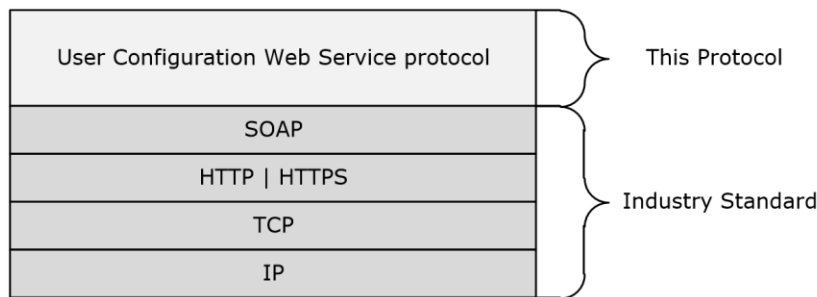 User Configuration Web Service protocol
This Protocol
SOAP
HTTP | HTTPS
TCP
IP
Industry Standard